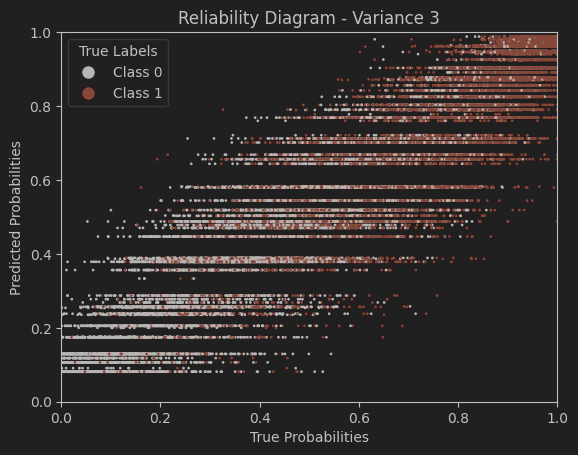 Reliability Diagram - Variance 3
True Labels
Class 0
Class 1
Predicted Probabilities
1.0
0.8
0.6
0.4
0.2
0.0
0.0 0.2 0.4 0.6 0.8 1.0
True Probabilities